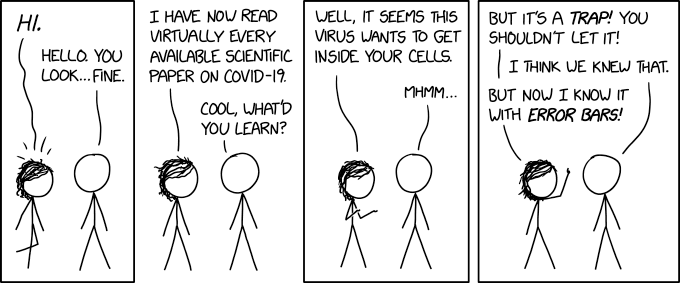 HI.
HELLO. YOU
LOOK...FINE.
I HAVE NOW READ
VIRTUALLY EVERY
AVAILABLE SCIENTIFIC
PAPER ON COVID-19.
COOL, WHAT'D
YOU LEARN?
WELL, IT SEEMS THIS
VIRUS WANTS TO GET
INSIDE YOUR CELLS.
MHMM...
BUT IT'S A TRAP! YOU
SHOULDN'T LET IT!
I THINK WE KNEW THAT.
BUT NOW I KNOW IT
WITH ERROR BARS!